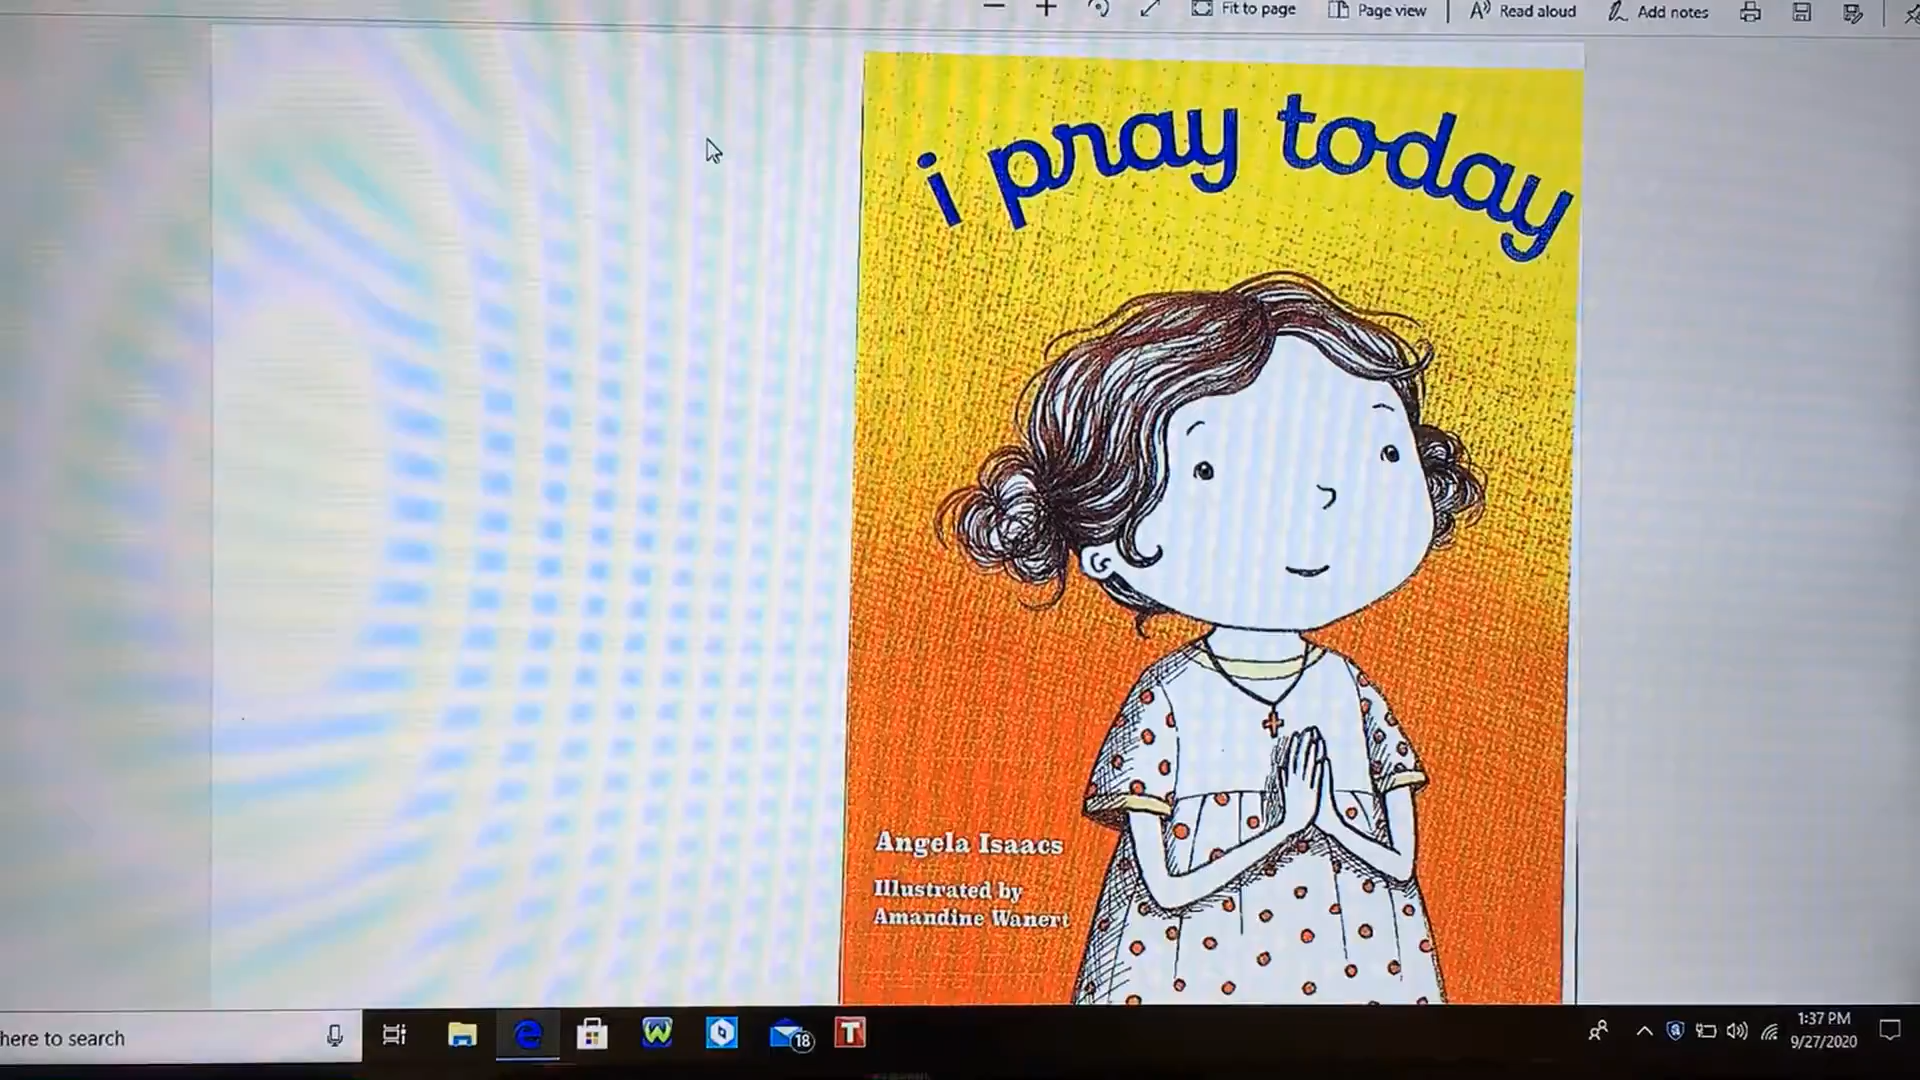 Fit to page
Page view
Read aloud
Add notes
i pray today
Angela Isaacs
Illustrated by
Amandine Wanert
here to search
18
1:37 PM
9/27/2020